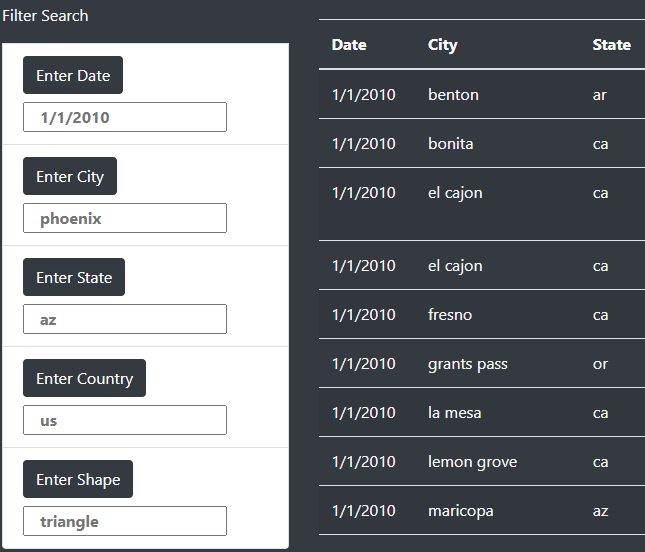 Filter Search
Enter Date
1/1/2010
Enter City
phoenix
Enter State
az
Enter Country
us
Enter Shape
triangle
Date City State
1/1/2010 benton ar
1/1/2010 bonita ca
1/1/2010 el cajon ca
1/1/2010 el cajon ca
1/1/2010 fresno ca
1/1/2010 grants pass or
1/1/2010 la mesa ca
1/1/2010 lemon grove ca
1/1/2010 maricopa az